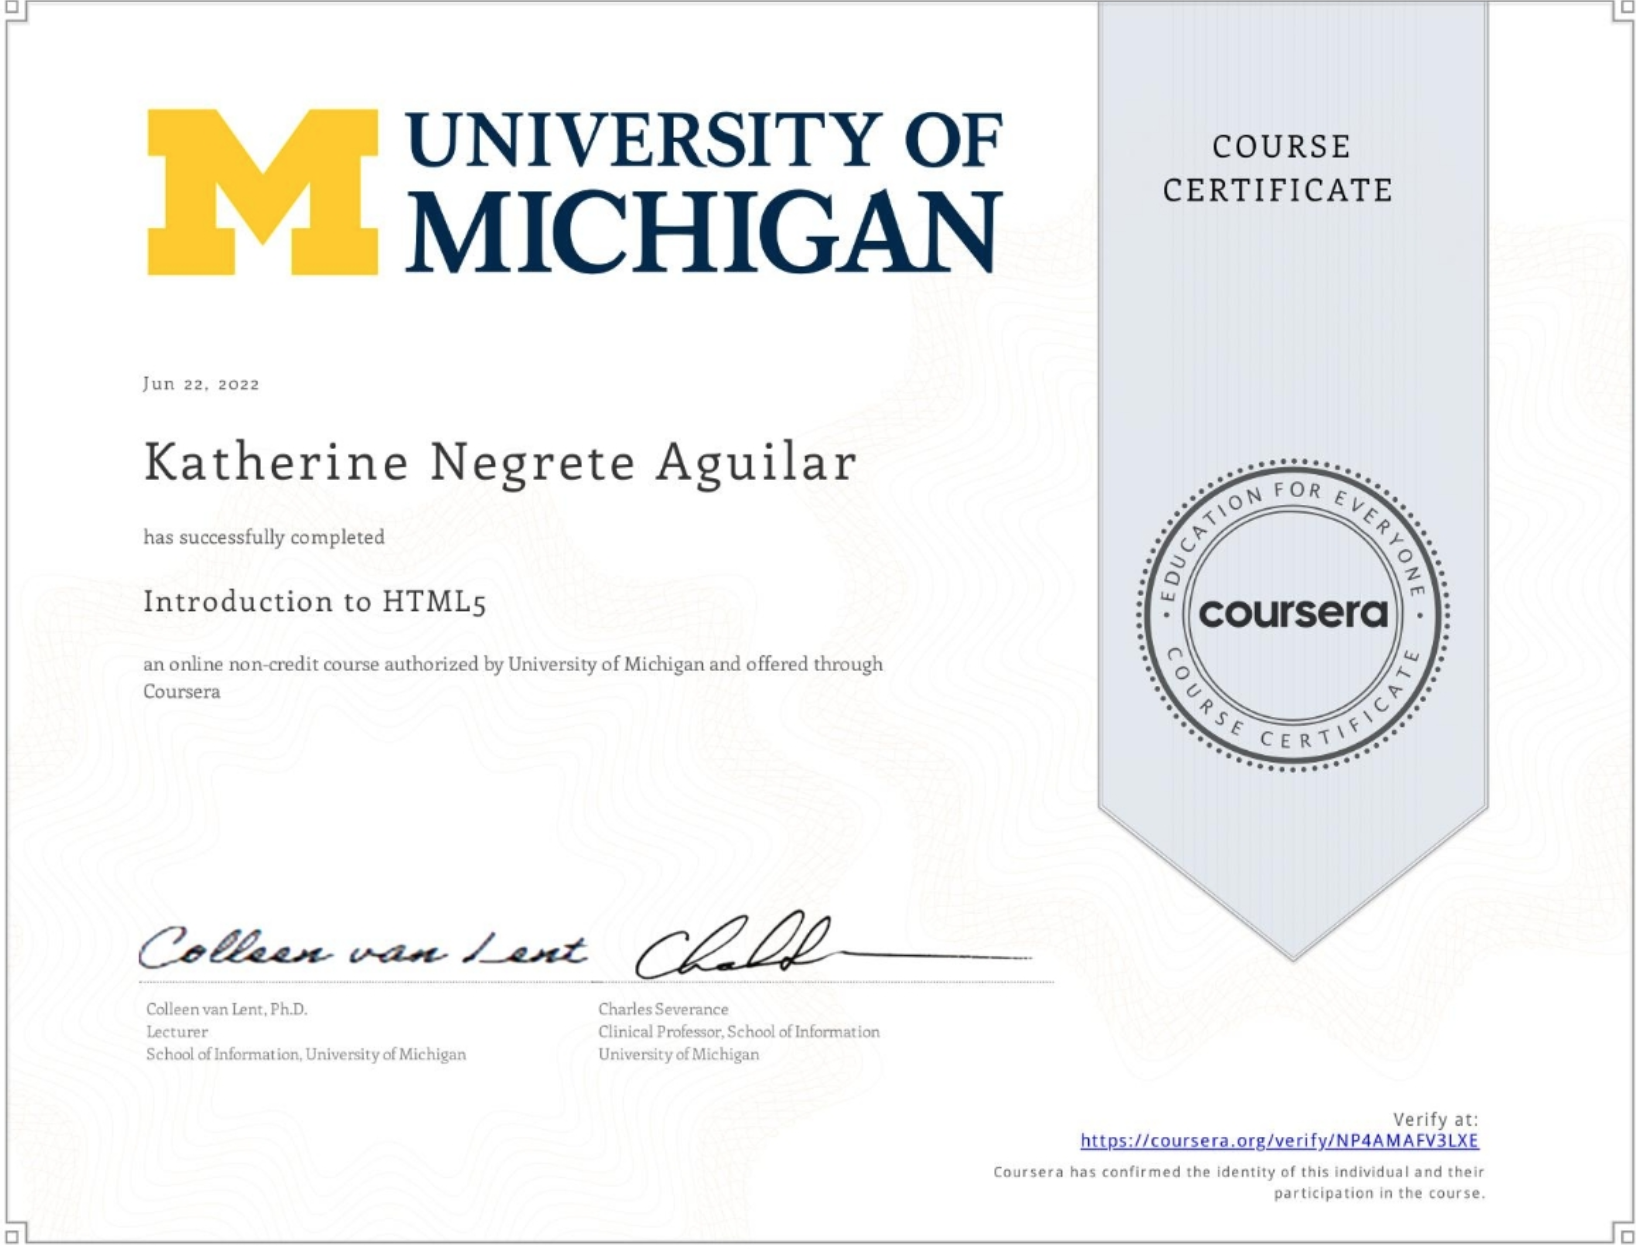 UNIVERSITY OF
MICHIGAN
COURSE
CERTIFICATE
Jun 22, 2022
Katherine Negrete Aguilar
has successfully completed
Introduction to HTML5
an online non-credit course authorized by University of Michigan and offered through
Coursera
EDUCATION FOR EVERYONE
coursera
COURSE CERTIFICATE
Colleen van Lent
Colleen van Lent, Ph.D.
Lecturer
School of Information, University of Michigan
Charles Severance
Clinical Professor, School of Information
University of Michigan
Verify at:
https://coursera.org/verify/NP4AMAFV3LXE
Coursera has confirmed the identity of this individual and their
participation in the course.